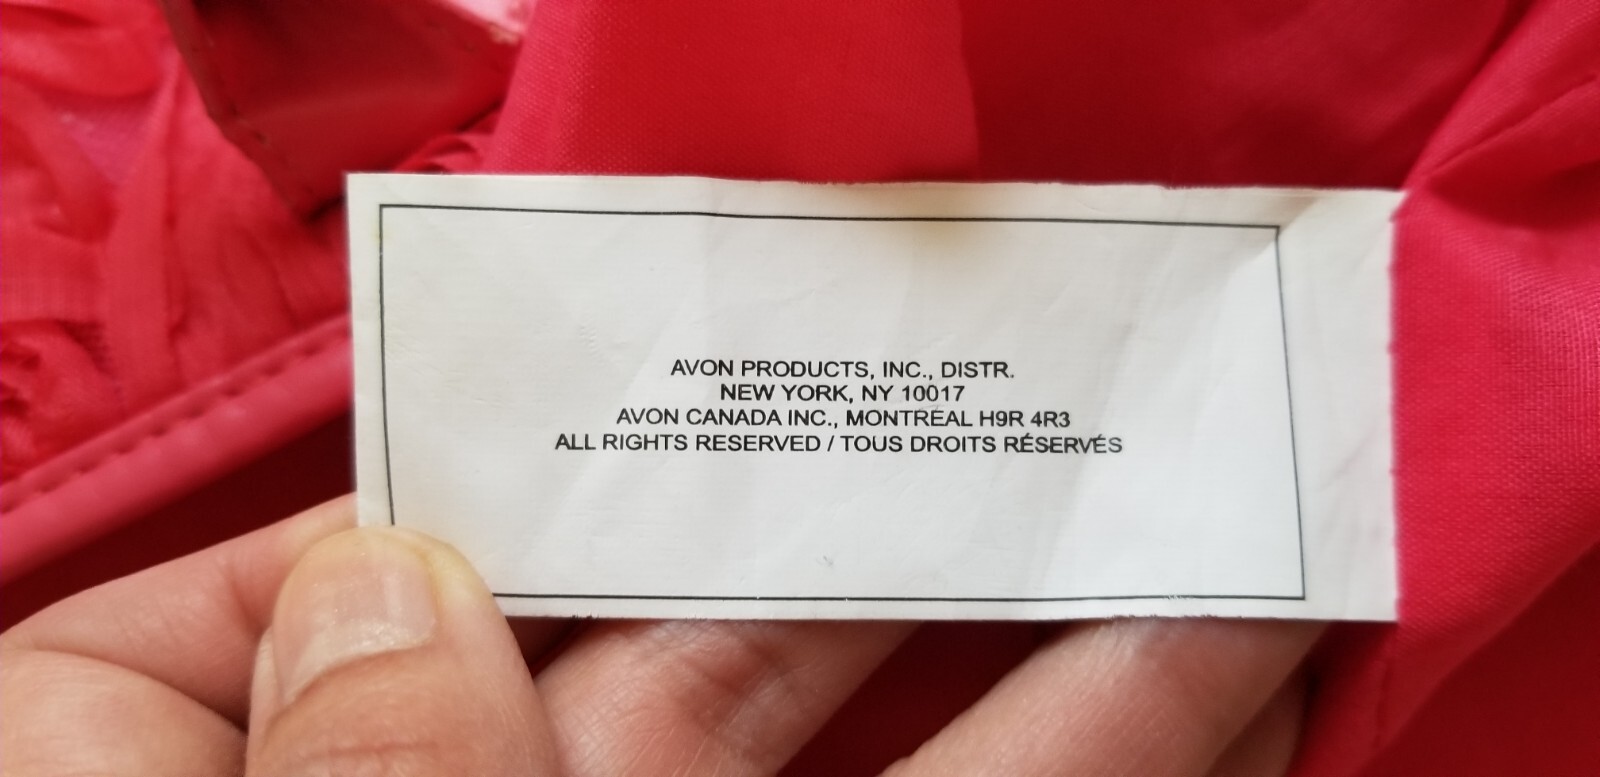 AVON PRODUCTS, INC., DISTR.
NEW YORK, NY 10017
AVON CANADA INC., MONTREAL H9R 4R3
ALL RIGHTS RESERVED / TOUS DROITS RÉSERVÉS